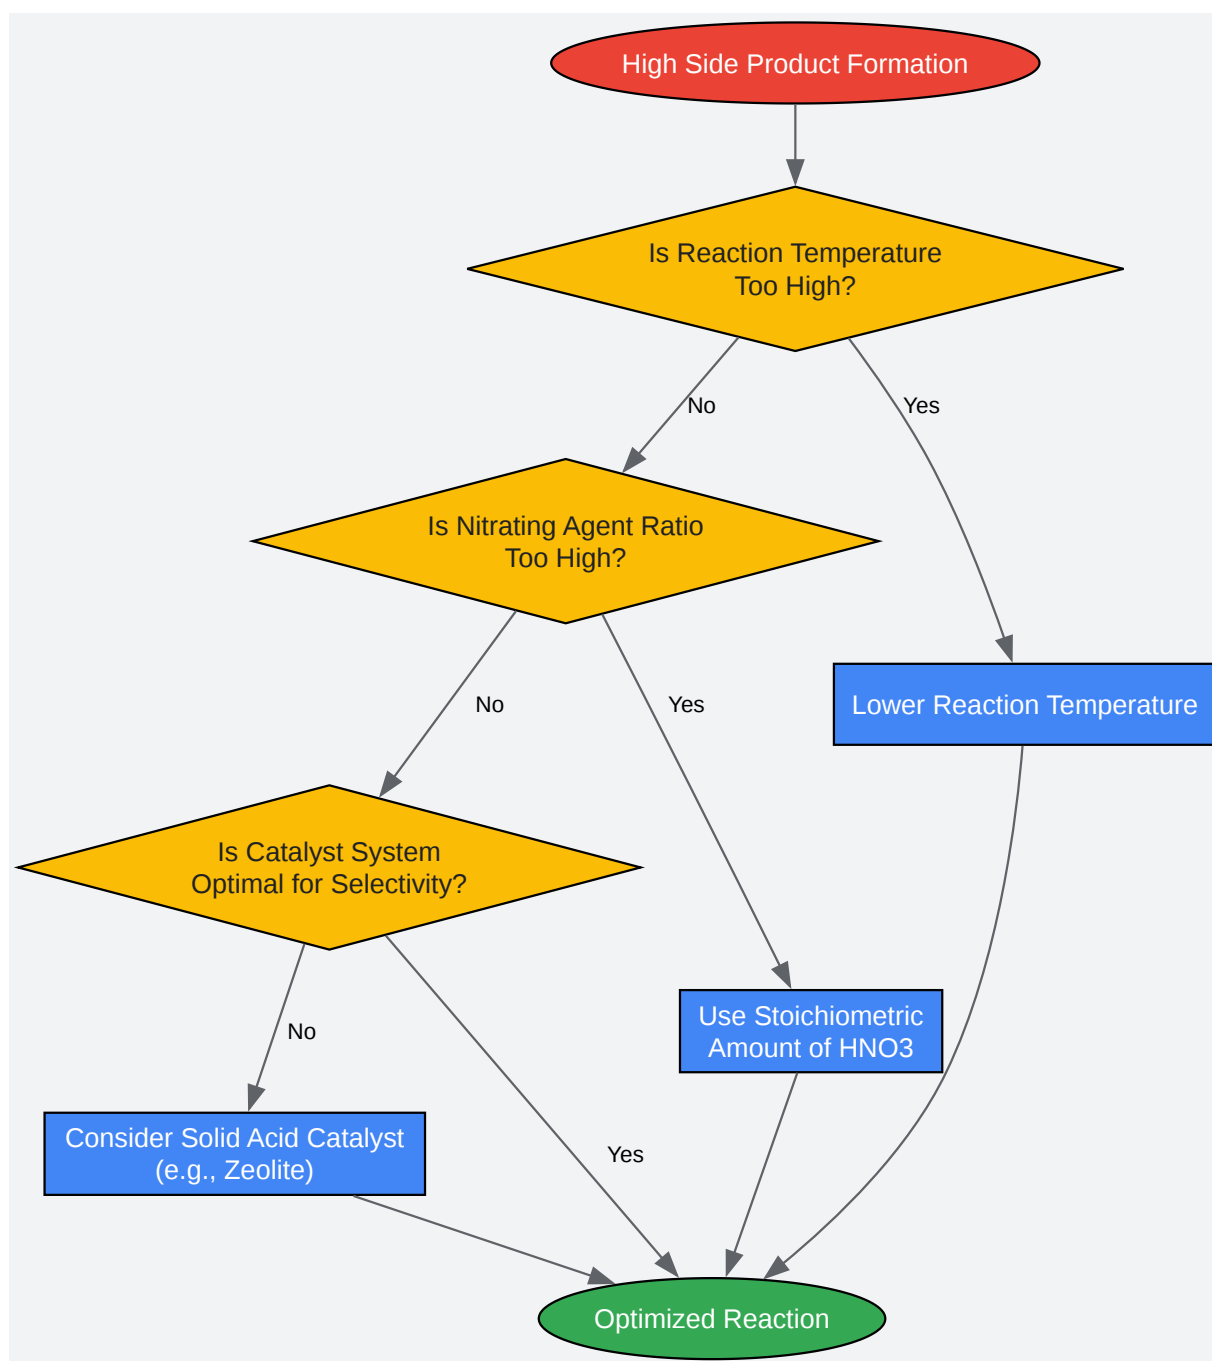 High Side Product Formation
Is Reaction Temperature
Too High?
No
Yes
Is Nitrating Agent Ratio
Too High?
No
Yes
Lower Reaction Temperature
Is Catalyst System
Optimal for Selectivity?
No
Use Stoichiometric
Amount of HNO3
Consider Solid Acid Catalyst
(e.g., Zeolite)
Yes
Optimized Reaction